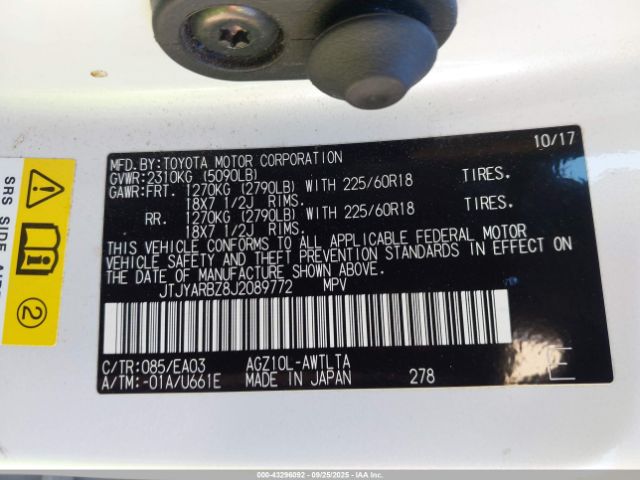 10/17
MFD.BY:TOYOTA MOTOR CORPORATION
GVWR:2310KG (5090LB)
GAWR:FRT. 1270KG (2790LB) WITH 225/60R18 TIRES.
18X7 1/2J RIMS.
RR. 1270KG (2790LB) WITH 225/60R18 TIRES.
18X7 1/2J RIMS.
THIS VEHICLE CONFORMS TO ALL APPLICABLE FEDERAL MOTOR
VEHICLE SAFETY AND THEFT PREVENTION STANDARDS IN EFFECT ON
THE DATE OF MANUFACTURE SHOWN ABOVE.
JTJYARBZ8J2089772 MPV
C/TR:085/EA03 AGZ10L-AWTLTA
A/TM:-01A/U661E MADE IN JAPAN 278
E
SRS SIDE
2
000-43296092 - 09/25/2025 - IAAI.COM